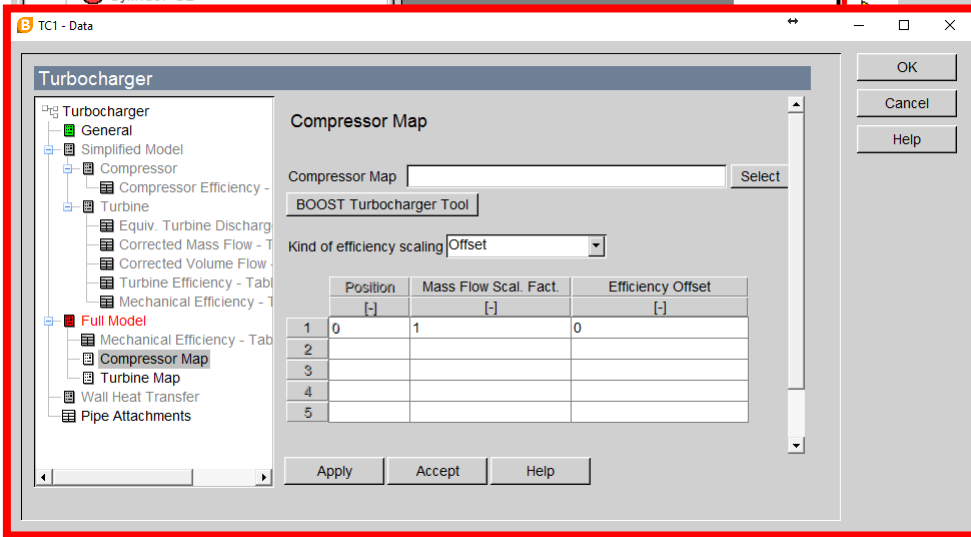 TC1 - Data
OK
Cancel
Help
Turbocharger
Turbocharger
General
Simplified Model
Compressor
Compressor Efficiency -
Turbine
Equiv. Turbine Discharg
Corrected Mass Flow - T
Corrected Volume Flow -
Turbine Efficiency - Tabl
Mechanical Efficiency - T
Full Model
Mechanical Efficiency - Tab
Compressor Map
Turbine Map
Wall Heat Transfer
Pipe Attachments
Compressor Map
Compressor Map Select
BOOST Turbocharger Tool
Kind of efficiency scaling Offset
Position Mass Flow Scal. Fact. Efficiency Offset
[-] [-] [-]
1 0 1 0
2
3
4
5
Apply Accept Help